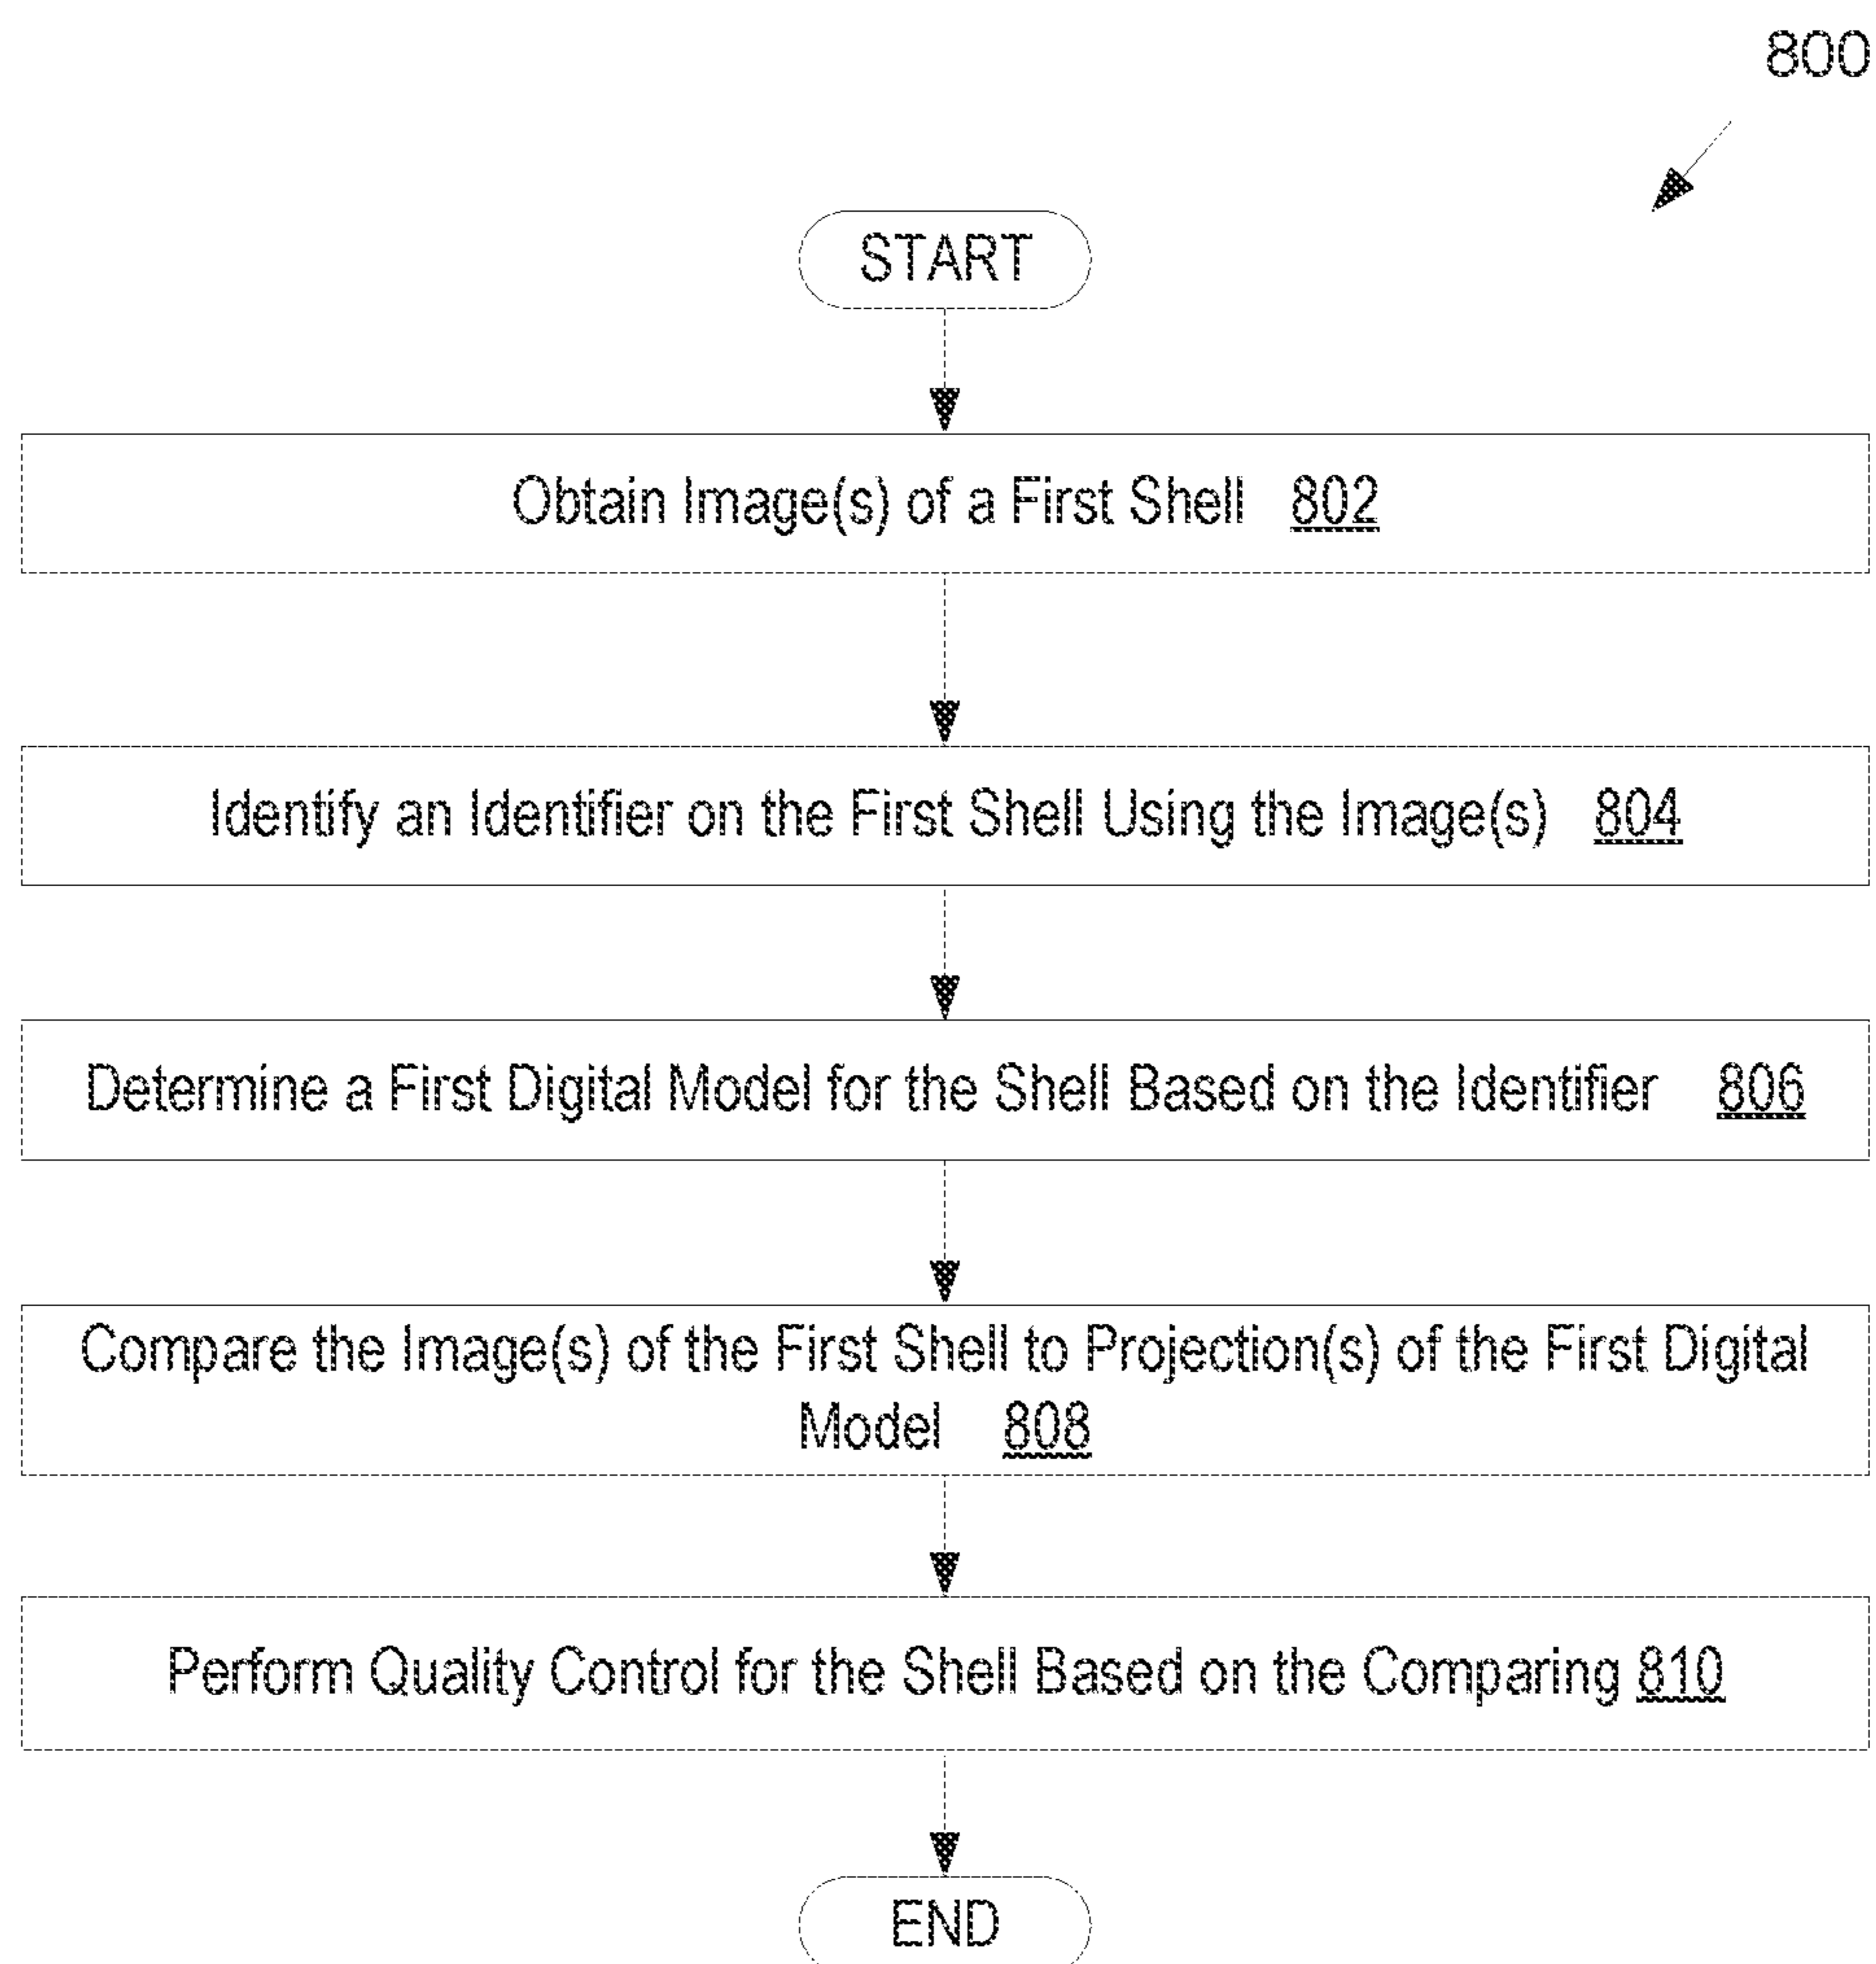 800
START
Obtain Image(s) of a First Shell 802
Identify an Identifier on the First Shell Using the Image(s) 804
Determine a First Digital Model for the Shell Based on the Identifier 806
Compare the Image(s) of the First Shell to Projection(s) of the First Digital
Model 808
Perform Quality Control for the Shell Based on the Comparing 810
END